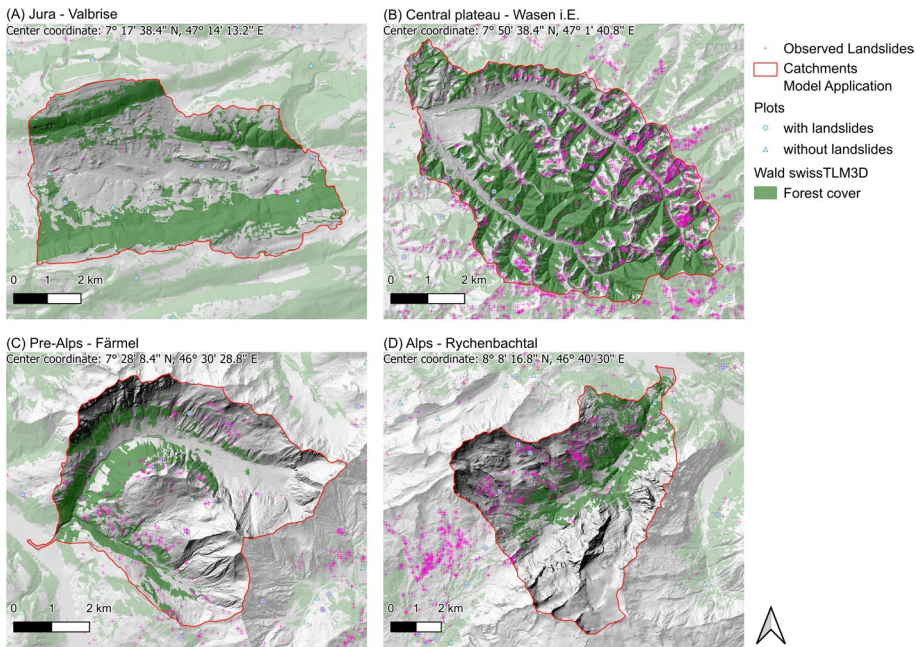 (A) Jura - Valbrise
Center coordinate: 7° 17' 38.4" N, 47° 14' 13.2" E
0 1 2 km
(B) Central plateau - Wasen i.E.
Center coordinate: 7° 50' 38.4" N, 47° 1' 40.8" E
0 1 2 km
Observed Landslides
Catchments
Model Application
Plots
with landslides
without landslides
Wald swissTLM3D
Forest cover
(C) Pre-Alps - Färmel
Center coordinate: 7° 28' 8.4" N, 46° 30' 28.8" E
0 1 2 km
(D) Alps - Rychenbachtal
Center coordinate: 8° 8' 16.8" N, 46° 40' 30" E
0 1 2 km